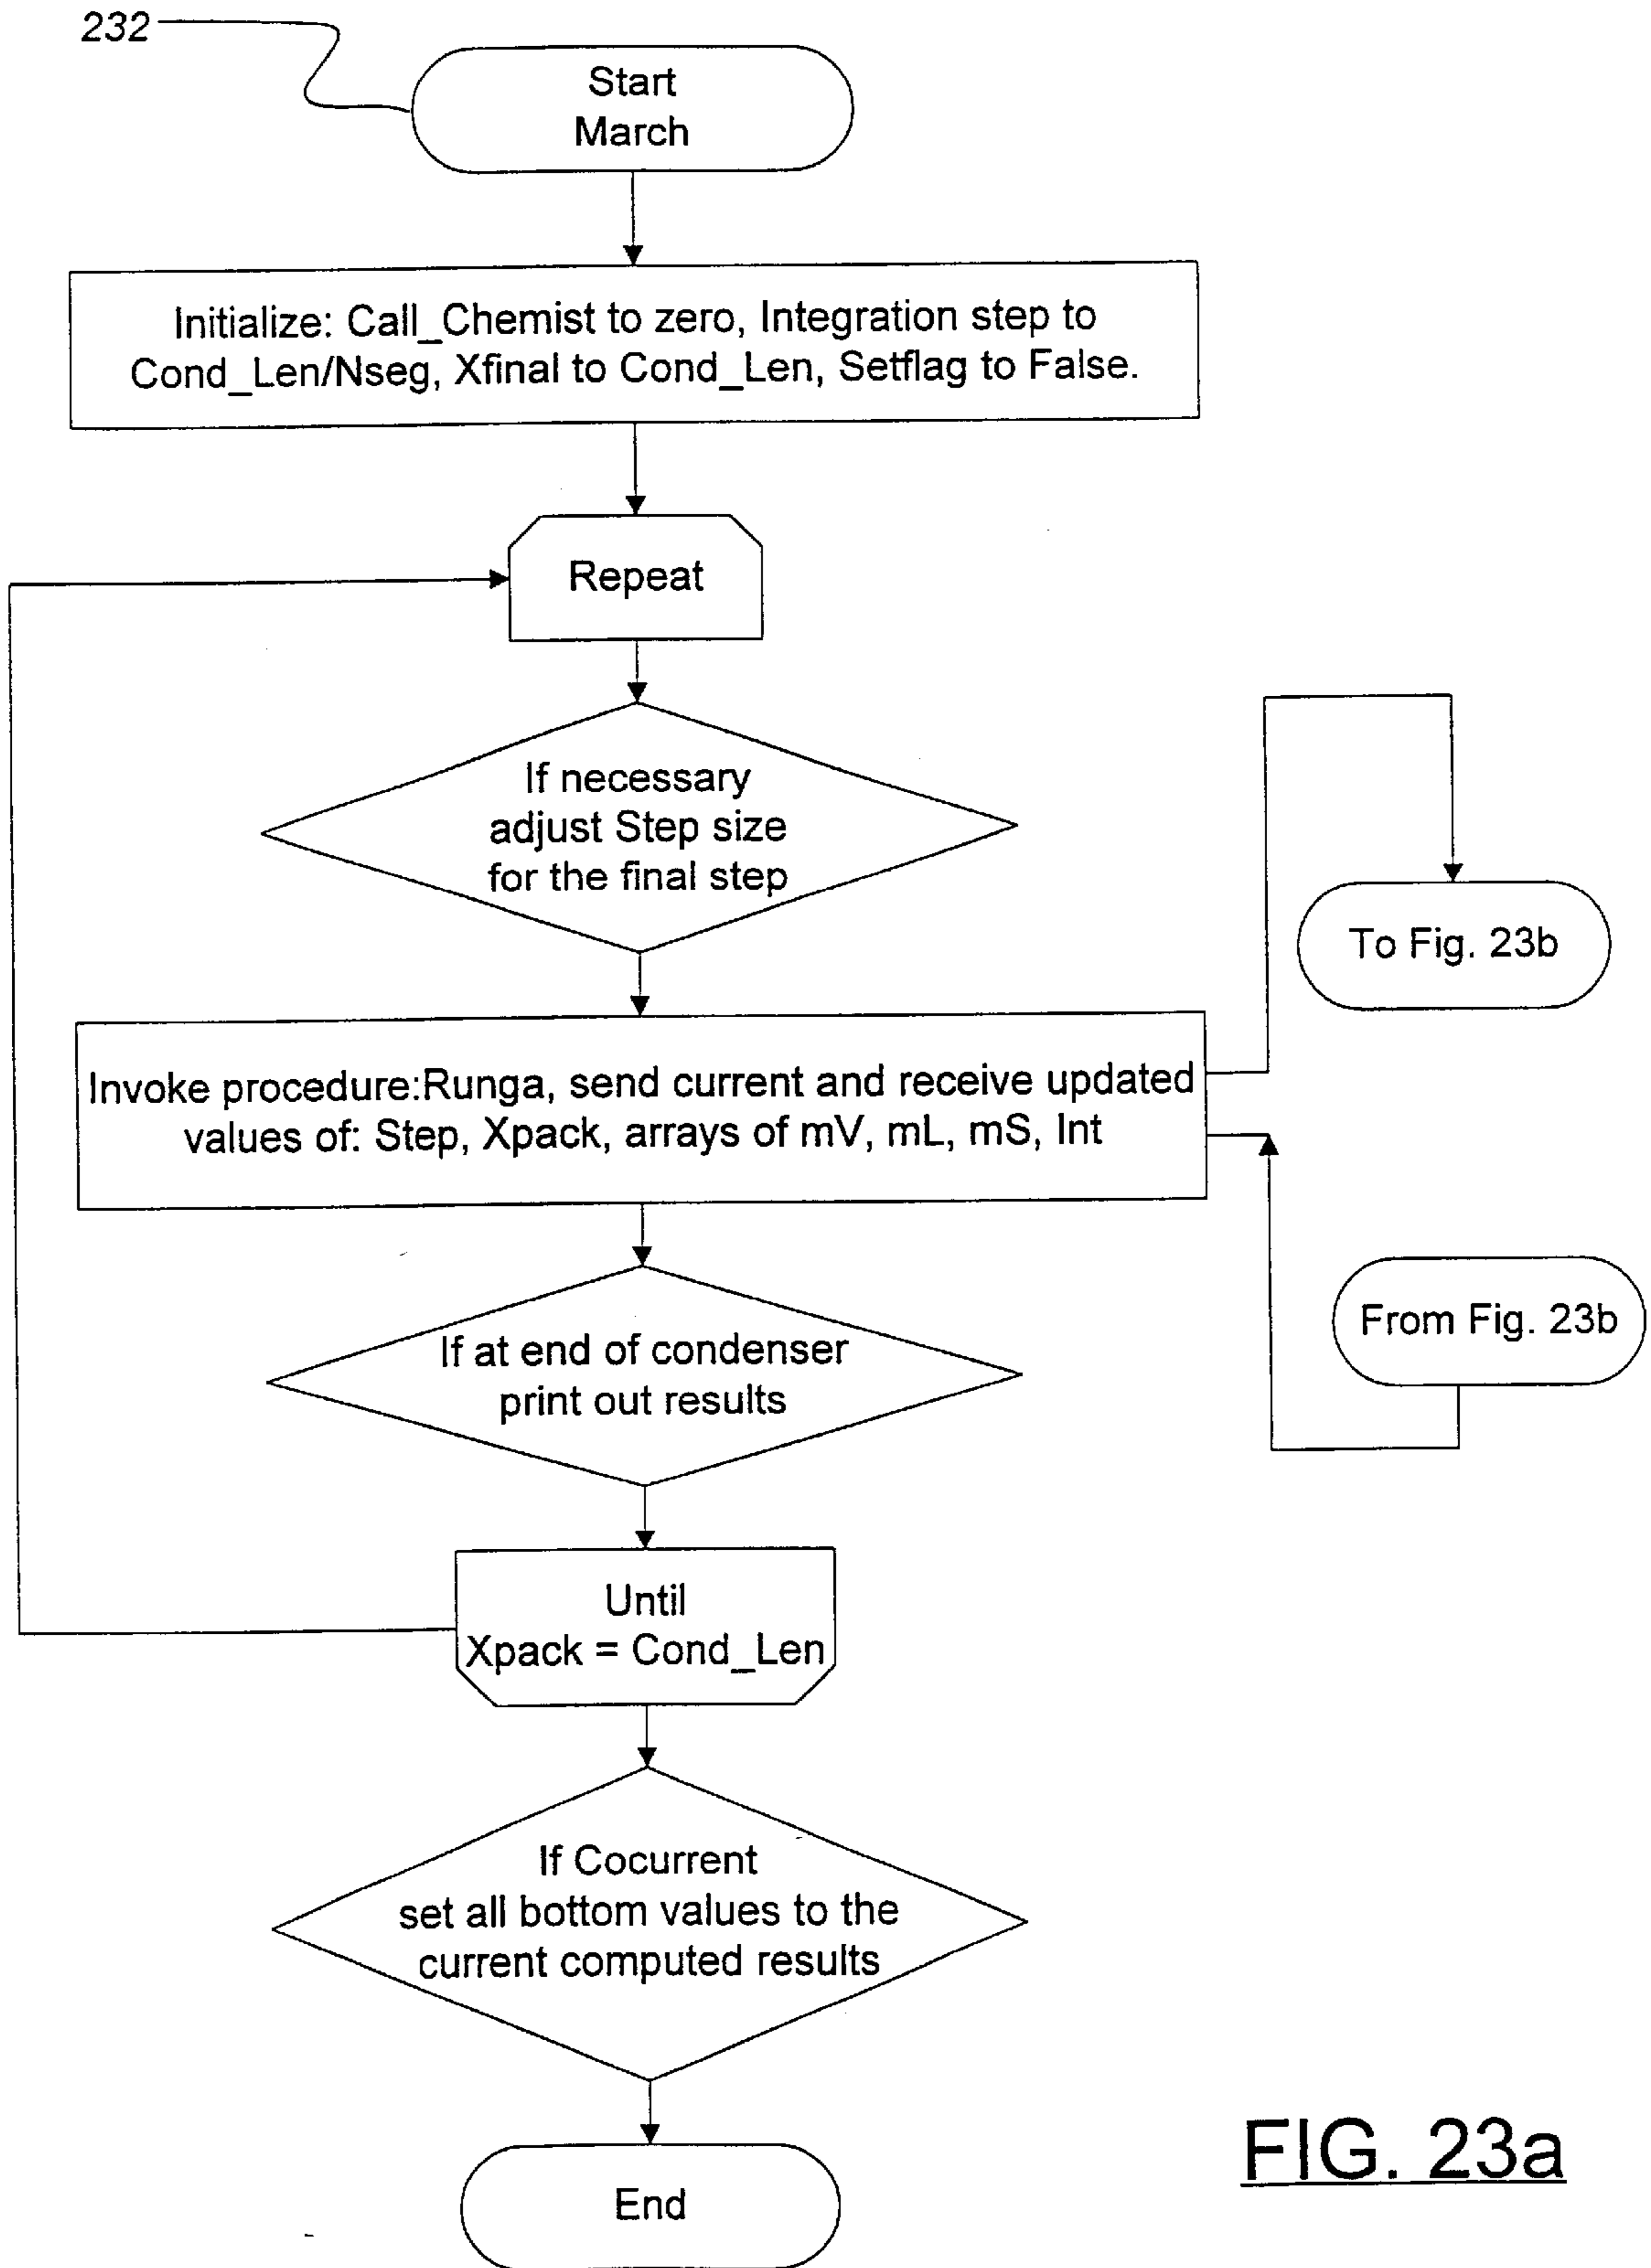 232
Start
March
Initialize: Call_Chemist to zero, Integration step to
Cond_Len/Nseg, Xfinal to Cond_Len, Setflag to False.
Repeat
If necessary
adjust Step size
for the final step
To Fig. 23b
Invoke procedure:Runga, send current and receive updated
values of: Step, Xpack, arrays of mV, mL, mS, Int
From Fig. 23b
If at end of condenser
print out results
Until
Xpack = Cond_Len
If Cocurrent
set all bottom values to the
current computed results
End
FIG. 23a